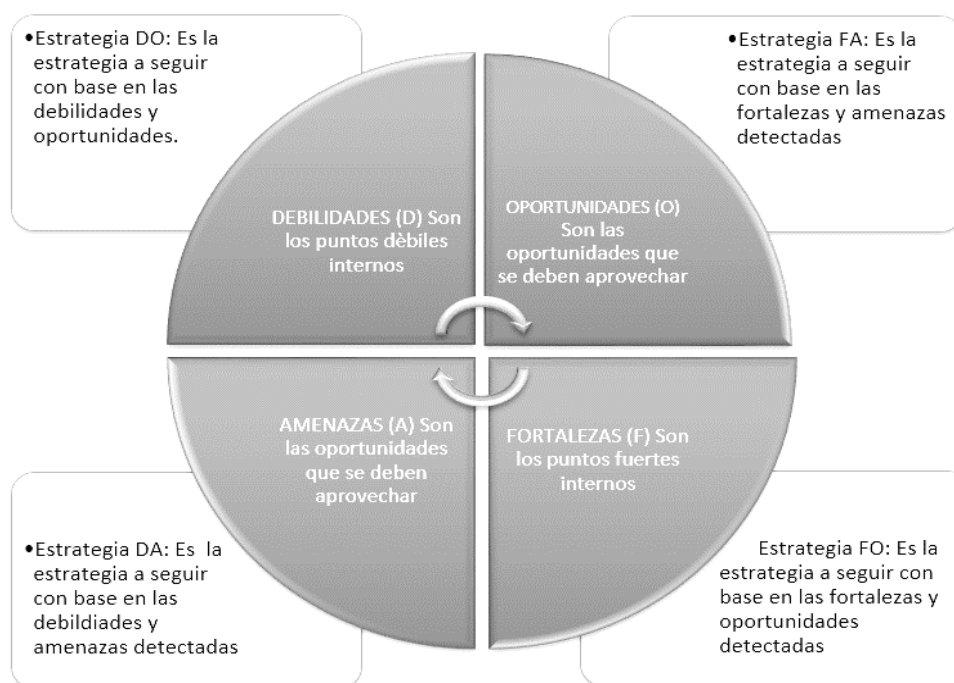 •Estrategia DO: Es la
estrategia a seguir
con base en las
debilidades y
oportunidades.
•Estrategia FA: Es la
estrategia a seguir
con base en las
fortalezas y amenazas
detectadas
DEBILIDADES (D) Son
los puntos dèbiles
internos
OPORTUNIDADES (O)
Son las
oportunidades que
se deben aprovechar
AMENAZAS (A) Son
las oportunidades
que se deben
aprovechar
FORTALEZAS (F) Son
los puntos fuertes
internos
•Estrategia DA: Es  la
estrategia a seguir
con base en las
debildiades y
amenazas detectadas
Estrategia FO: Es la
estrategia a seguir con
base en las fortalezas y
oportunidades
detectadas